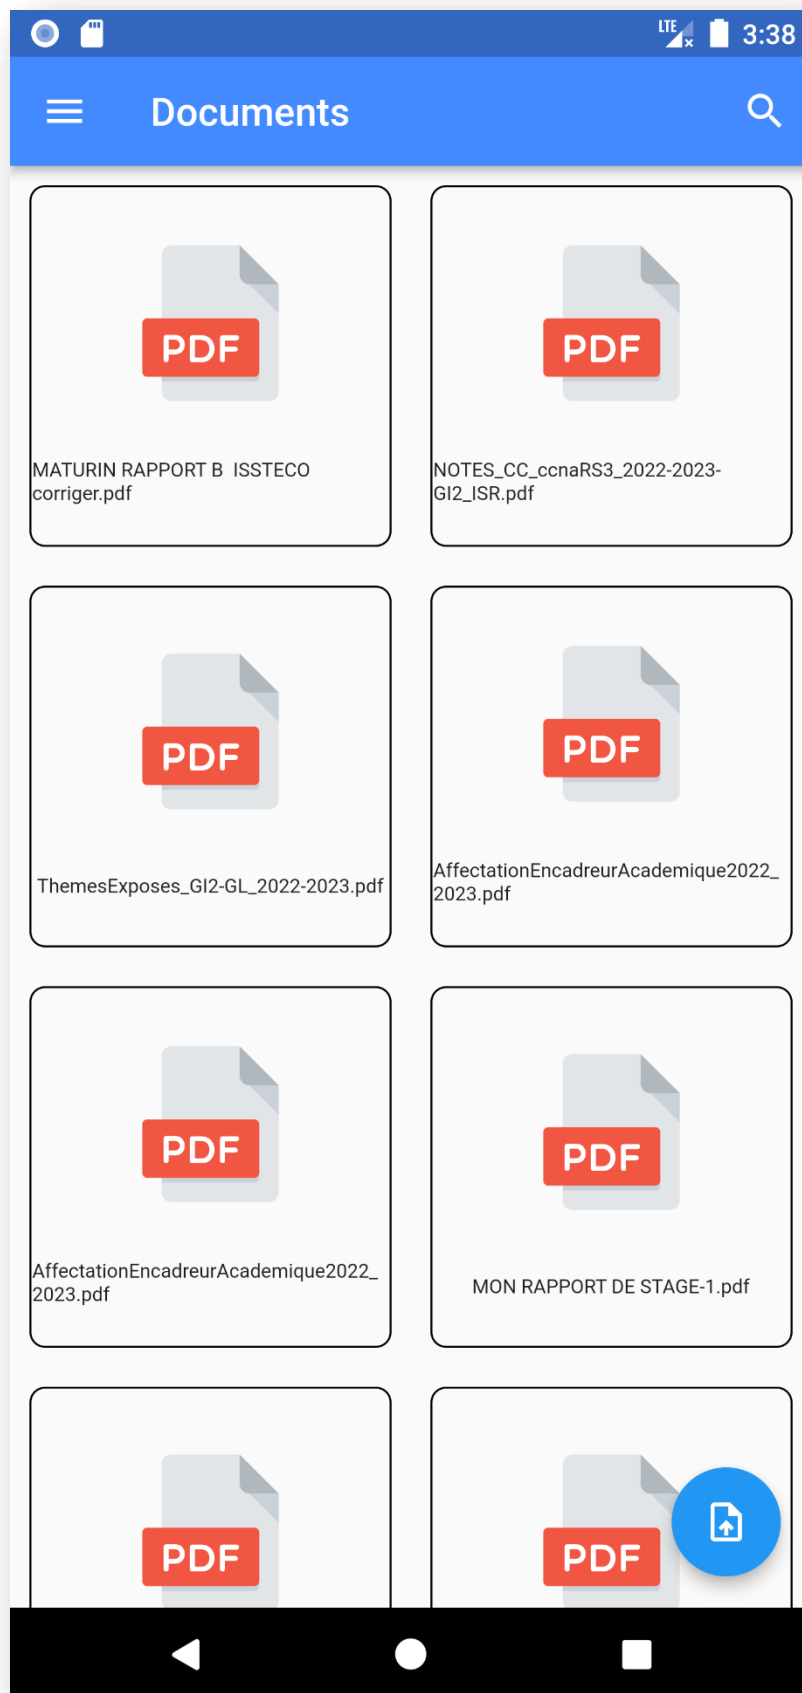 LTE 3:38
Documents
PDF PDF
MATURIN RAPPORT B  ISSTECO
corriger.pdf
NOTES_CC_ccnaRS3_2022-2023-
GI2_ISR.pdf
PDF PDF
ThemesExposes_GI2-GL_2022-2023.pdf
AffectationEncadreurAcademique2022_
2023.pdf
PDF PDF
AffectationEncadreurAcademique2022_
2023.pdf
MON RAPPORT DE STAGE-1.pdf
PDF PDF